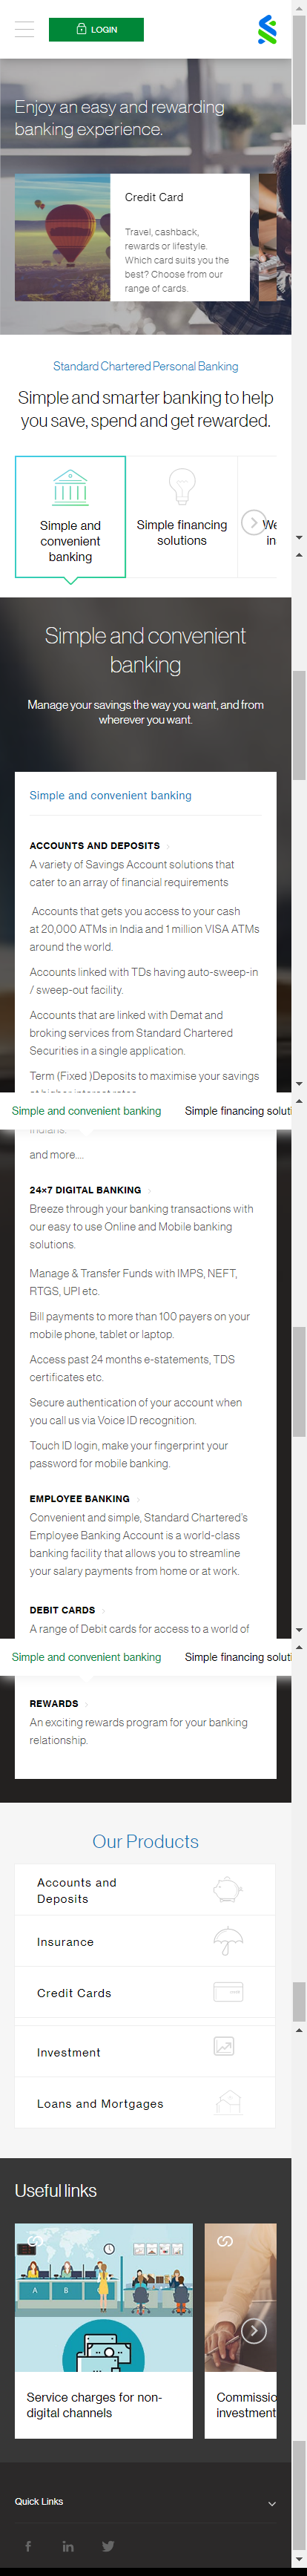 LOGIN
Enjoy an easy and rewarding
banking experience.
Credit Card
Travel, cashback,
rewards or lifestyle.
Which card suits you the
best? Choose from our
range of cards.
Standard Chartered Personal Banking
Simple and smarter banking to help
you save, spend and get rewarded.
Simple and
convenient
banking
Simple financing
solutions
We
in
Simple and convenient
banking
Manage your savings the way you want, and from
wherever you want.
Simple and convenient banking
ACCOUNTS AND DEPOSITS
A variety of Savings Account solutions that
cater to an array of financial requirements
Accounts that gets you access to your cash
at 20,000 ATMs in India and 1 million VISA ATMs
around the world.
Accounts linked with TDs having auto-sweep-in
/ sweep-out facility.
Accounts that are linked with Demat and
broking services from Standard Chartered
Securities in a single application.
Term (Fixed )Deposits to maximise your savings
Simple and convenient banking
Simple financing soluti
Indians.
and more....
24×7 DIGITAL BANKING
Breeze through your banking transactions with
our easy to use Online and Mobile banking
solutions.
Manage & Transfer Funds with IMPS, NEFT,
RTGS, UPI etc.
Bill payments to more than 100 payers on your
mobile phone, tablet or laptop.
Access past 24 months e-statements, TDS
certificates etc.
Secure authentication of your account when
you call us via Voice ID recognition.
Touch ID login, make your fingerprint your
password for mobile banking.
EMPLOYEE BANKING
Convenient and simple, Standard Chartered's
Employee Banking Account is a world-class
banking facility that allows you to streamline
your salary payments from home or at work.
DEBIT CARDS
A range of Debit cards for access to a world of
Simple and convenient banking
Simple financing soluti
REWARDS
An exciting rewards program for your banking
relationship.
Our Products
Accounts and
Deposits
Insurance
Credit Cards
Investment
Loans and Mortgages
Useful links
A
B
Service charges for non-
digital channels
Commissio
investment
Quick Links